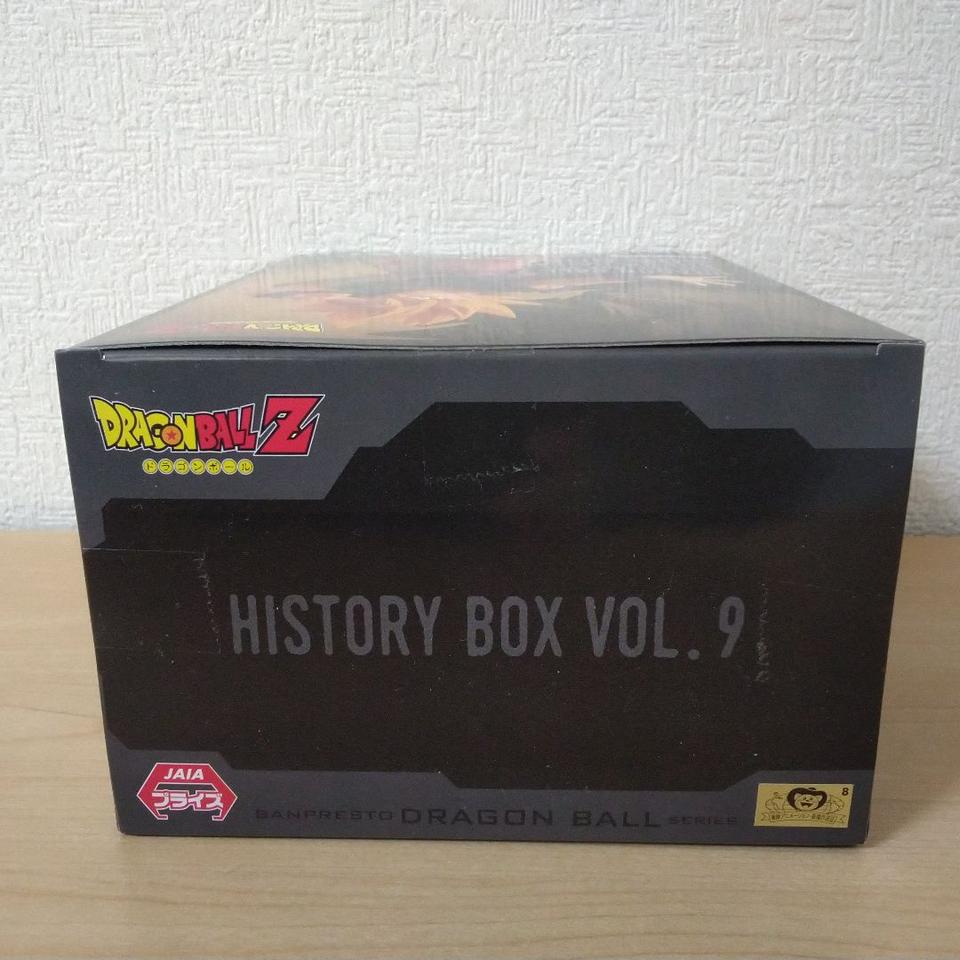 DRAGON BALL Z
ドラゴンボール
HISTORY BOX VOL. 9
JAIA
プライズ
BANPRESTO DRAGON BALL SERIES
8